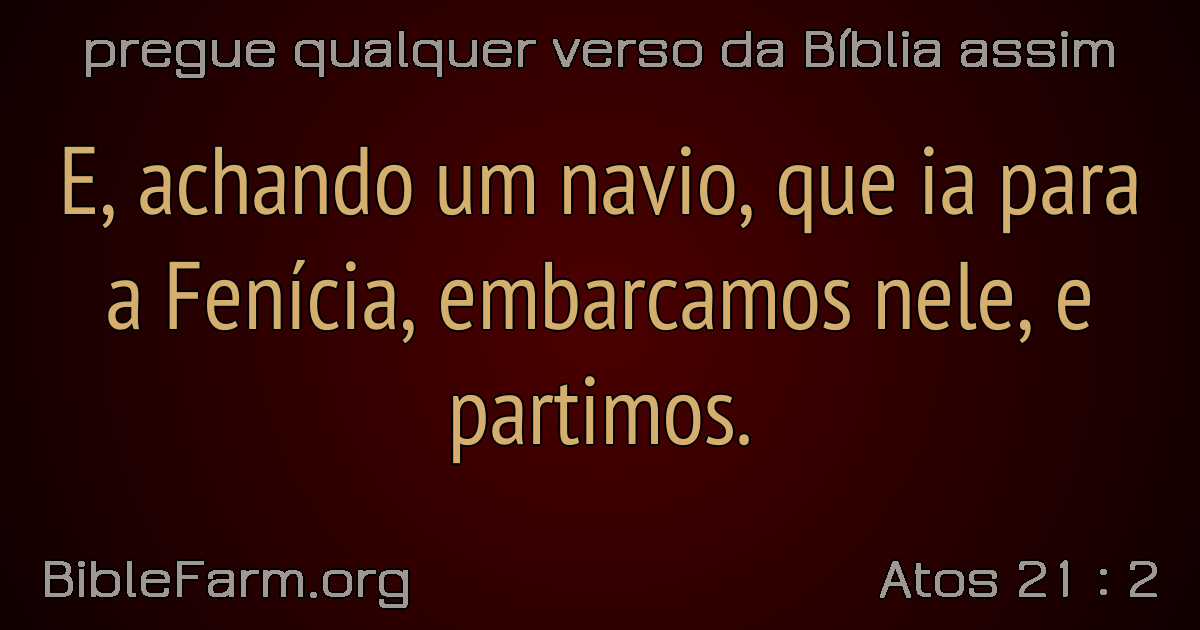 pregue qualquer verso da Bíblia assim
E, achando um navio, que ia para
a Fenícia, embarcamos nele, e
partimos.
BibleFarm.org
Atos 21 : 2